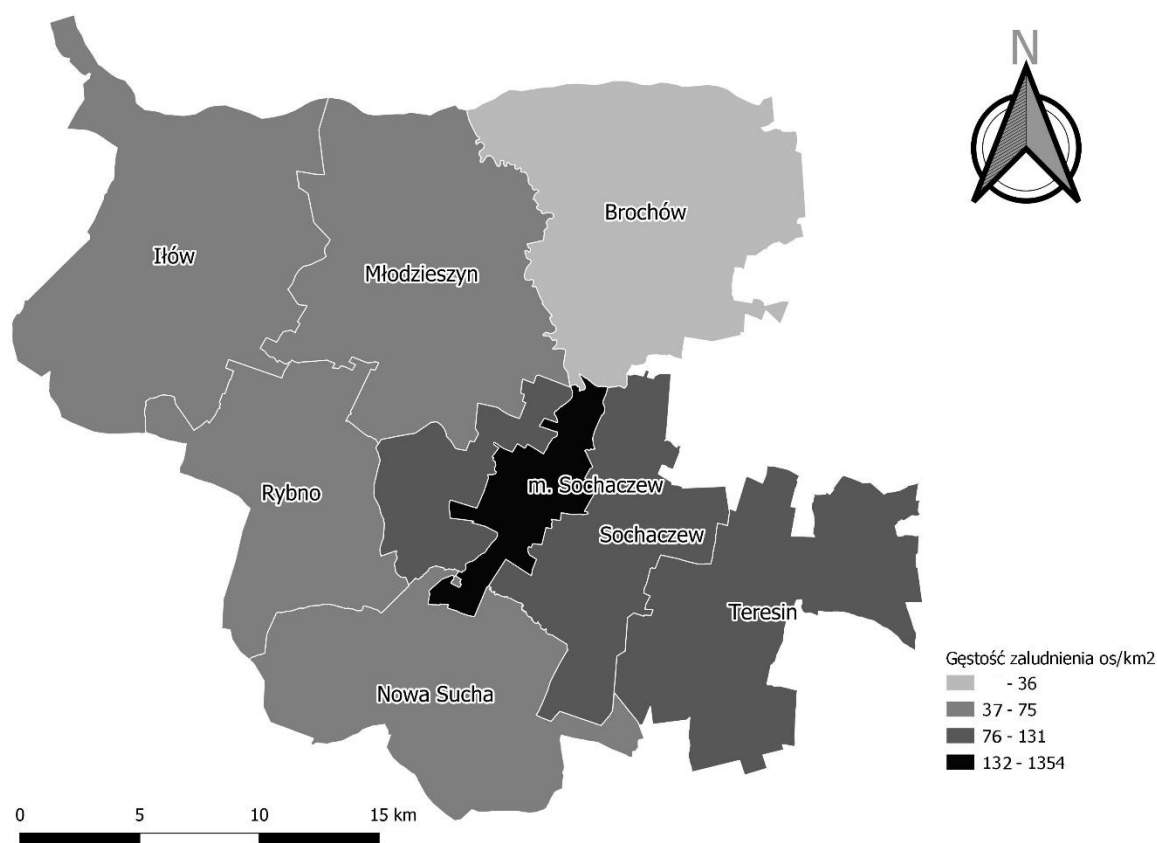 N
Brochów
Iłów
Młodzieszyn
m. Sochaczew
Rybno
Sochaczew
Teresin
Nowa Sucha
Gęstość zaludnienia os/km2
- 36
37 - 75
76 - 131
132 - 1354
0 5 10 15 km